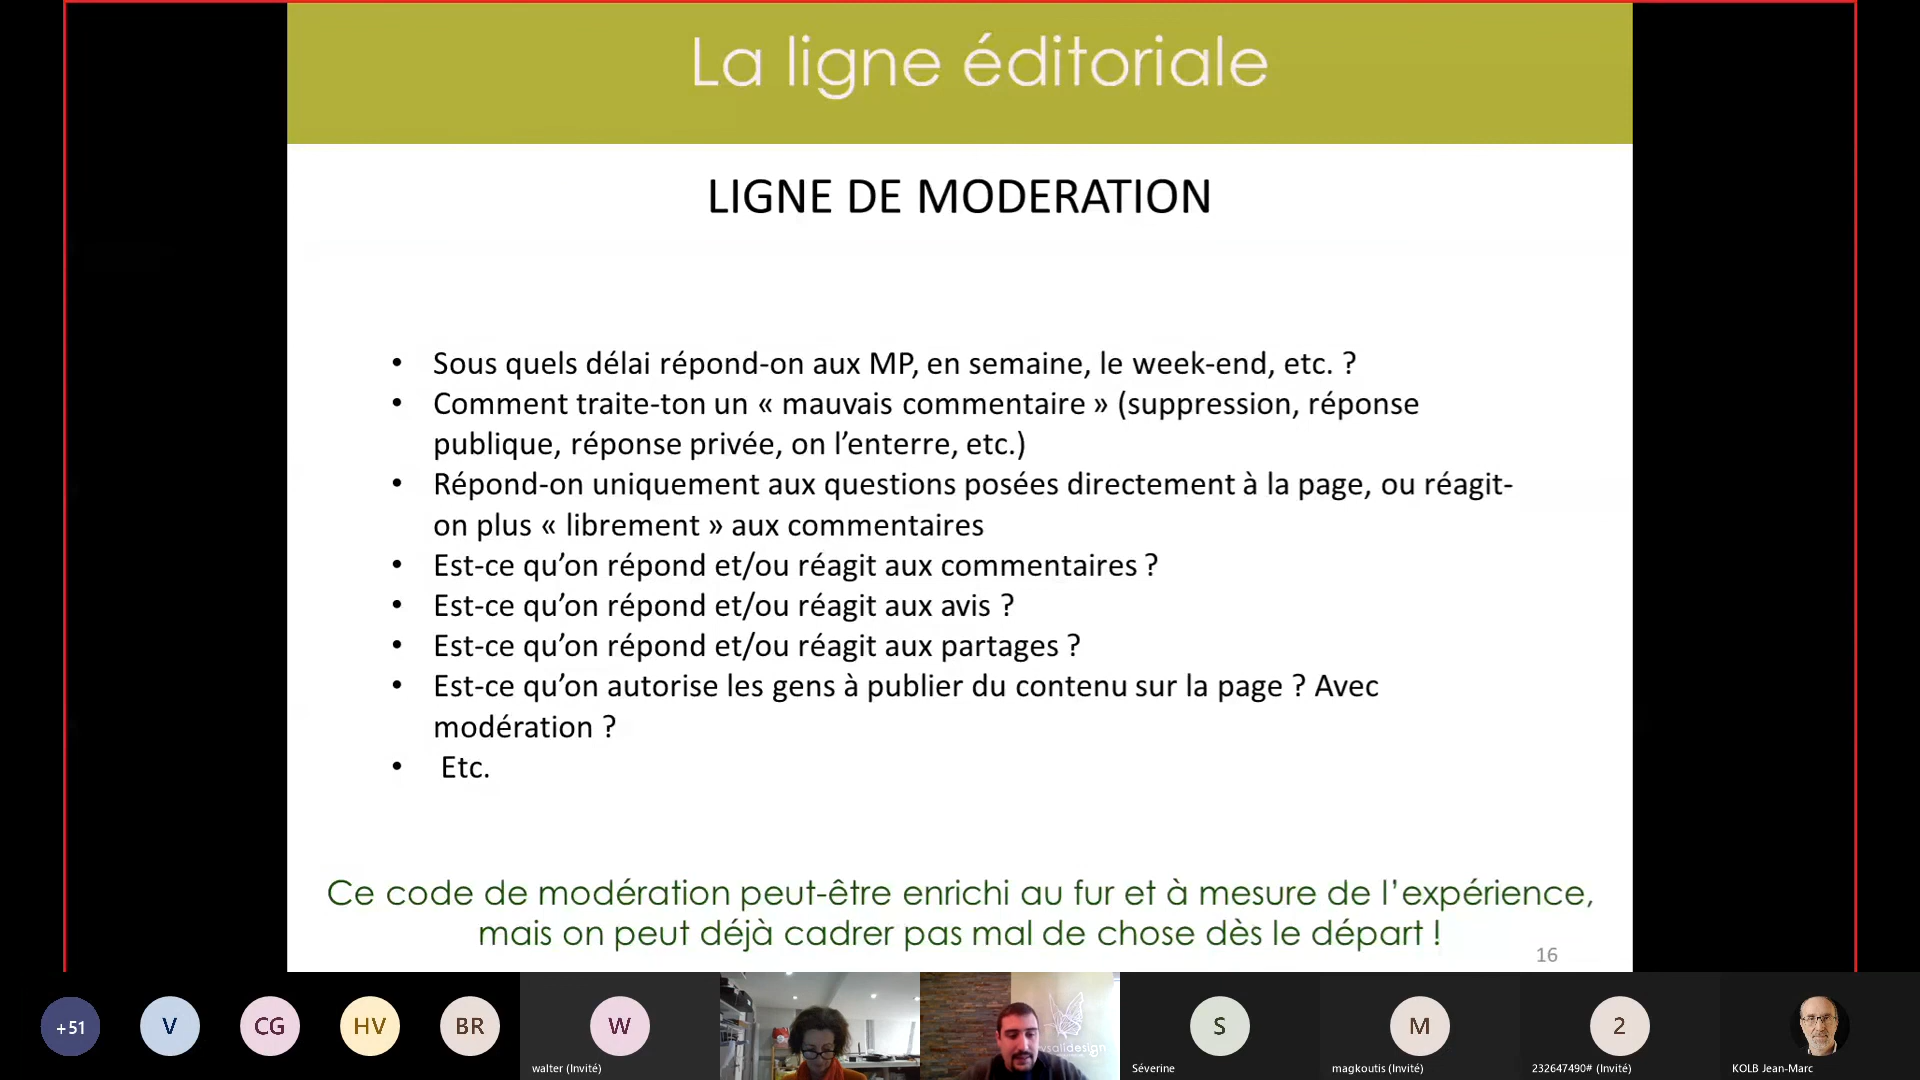 La ligne éditoriale
LIGNE DE MODERATION
• Sous quels délai répond-on aux MP, en semaine, le week-end, etc. ?
• Comment traite-ton un « mauvais commentaire » (suppression, réponse
publique, réponse privée, on l’enterre, etc.)
• Répond-on uniquement aux questions posées directement à la page, ou réagit-
on plus « librement » aux commentaires
• Est-ce qu’on répond et/ou réagit aux commentaires ?
• Est-ce qu’on répond et/ou réagit aux avis ?
• Est-ce qu’on répond et/ou réagit aux partages ?
• Est-ce qu’on autorise les gens à publier du contenu sur la page ? Avec
modération ?
• Etc.
Ce code de modération peut-être enrichi au fur et à mesure de l’expérience,
mais on peut déjà cadrer pas mal de chose dès le départ !
16
+51
V
CG
HV
BR
W
walter (Invité)
S
Séverine
M
magkoutis (Invité)
2
232647490# (Invité)
KOLB Jean-Marc